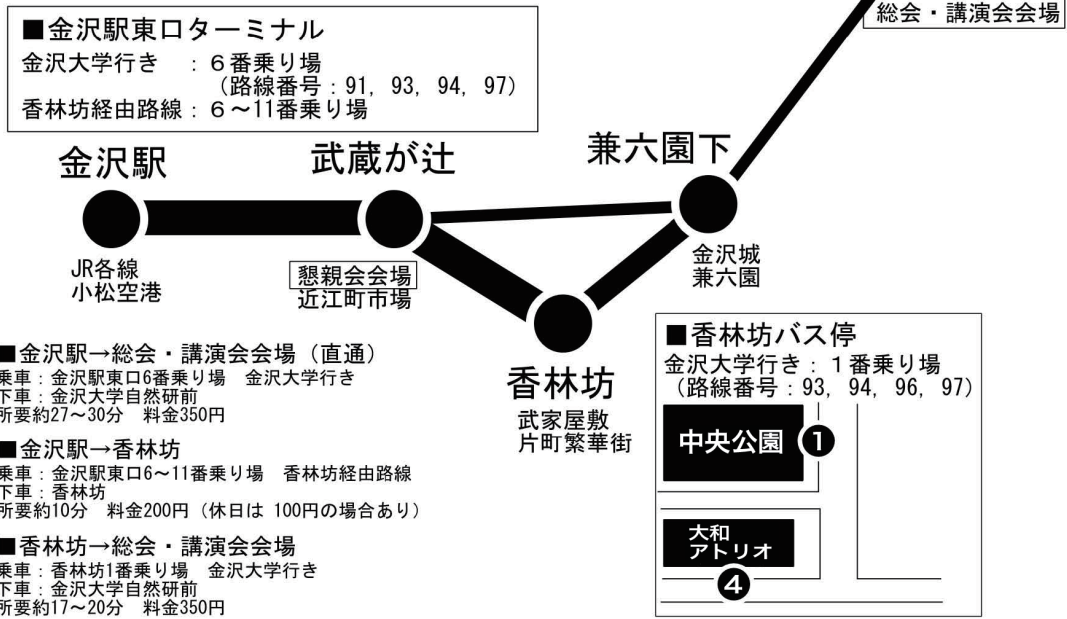 総会・講演会会場
■金沢駅東口ターミナル
金沢大学行き　：６番乗り場
（路線番号：91, 93, 94, 97）
香林坊経由路線：６～11番乗り場
金沢駅
武蔵が辻
兼六園下
JR各線
小松空港
懇親会会場
近江町市場
金沢城
兼六園
香林坊
武家屋敷
片町繁華街
■金沢駅→総会・講演会会場（直通）
乗車：金沢駅東口6番乗り場　金沢大学行き
下車：金沢大学自然研前
所要約27～30分　料金350円
■金沢駅→香林坊
乗車：金沢駅東口6～11番乗り場　香林坊経由路線
下車：香林坊
所要約10分　料金200円（休日は 100円の場合あり）
■香林坊→総会・講演会会場
乗車：香林坊1番乗り場　金沢大学行き
下車：金沢大学自然研前
所要約17～20分　料金350円
■香林坊バス停
金沢大学行き：１番乗り場
（路線番号：93, 94, 96, 97）
中央公園 ❶
大和
アトリオ
❹